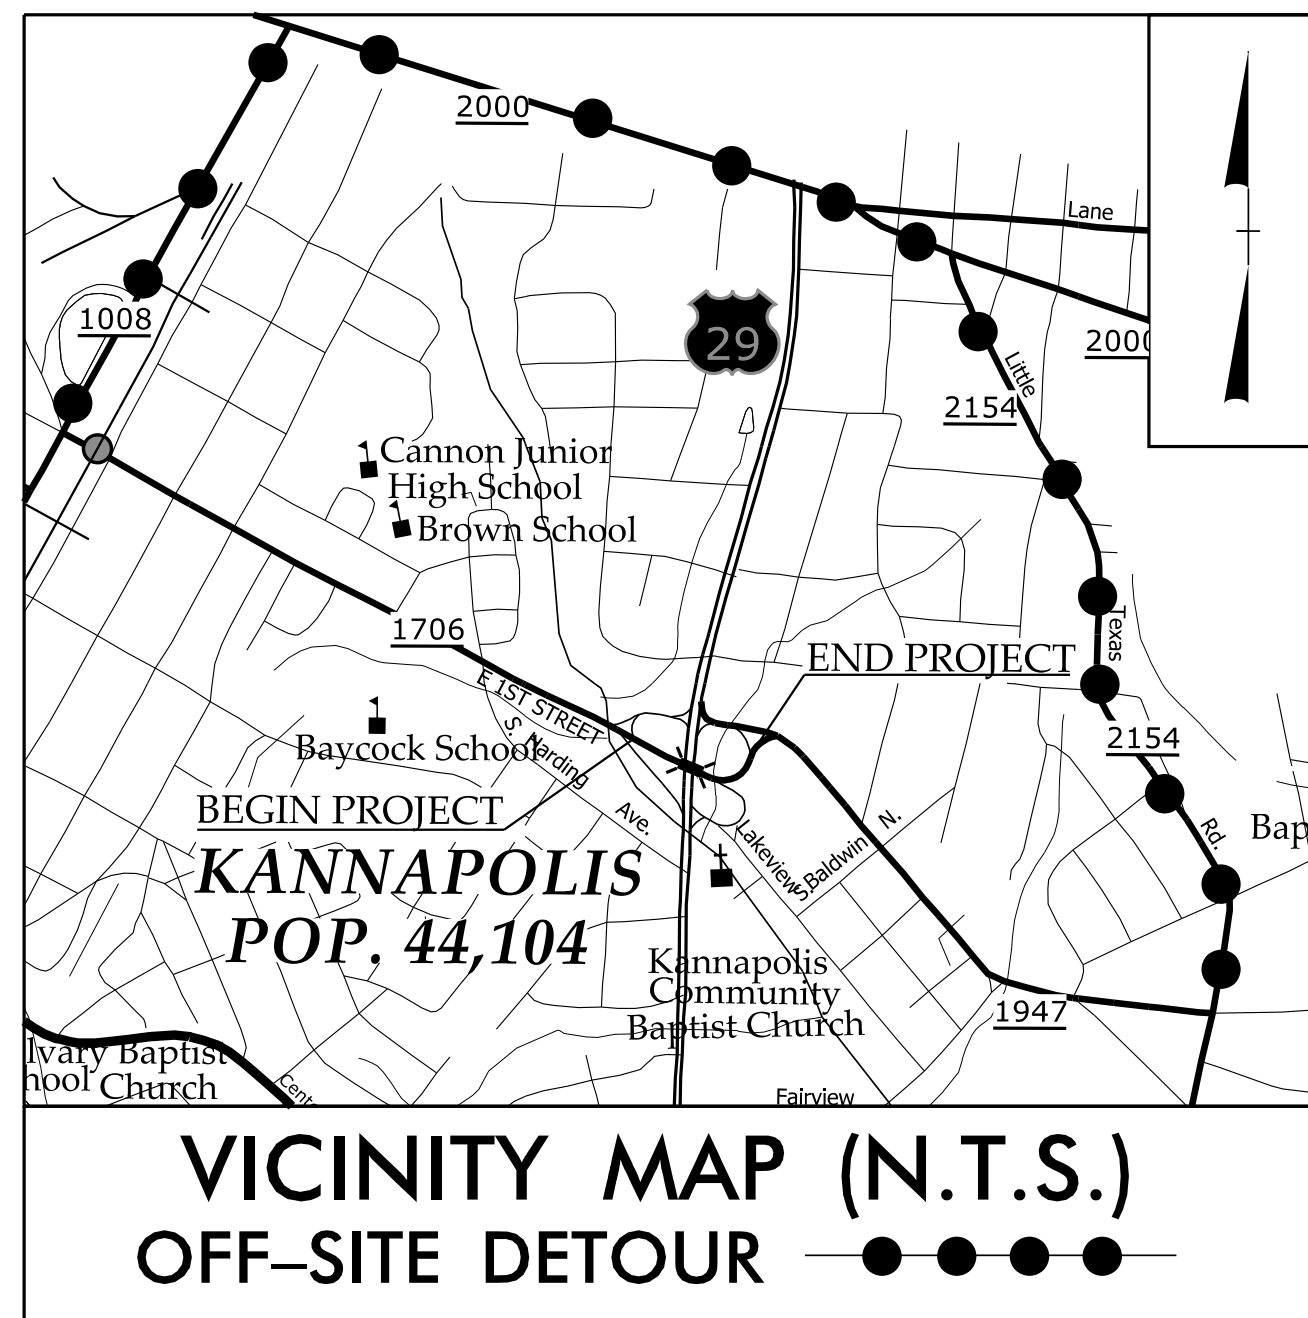 2000
Lane
1008
29
2000
Little
2154
Cannon Junior
High School
Brown School
1706
Texas
END PROJECT
E 1ST STREET
S. Harding
Ave.
2154
Baycock School
BEGIN PROJECT
Rd.
Lakeview
S. Baldwin N.
KANNAPOLIS
POP. 44,104
Kannapolis
Community
Baptist Church
1947
lvary Baptist
hool Church
Fairview
VICINITY MAP (N.T.S.)
OFF-SITE DETOUR